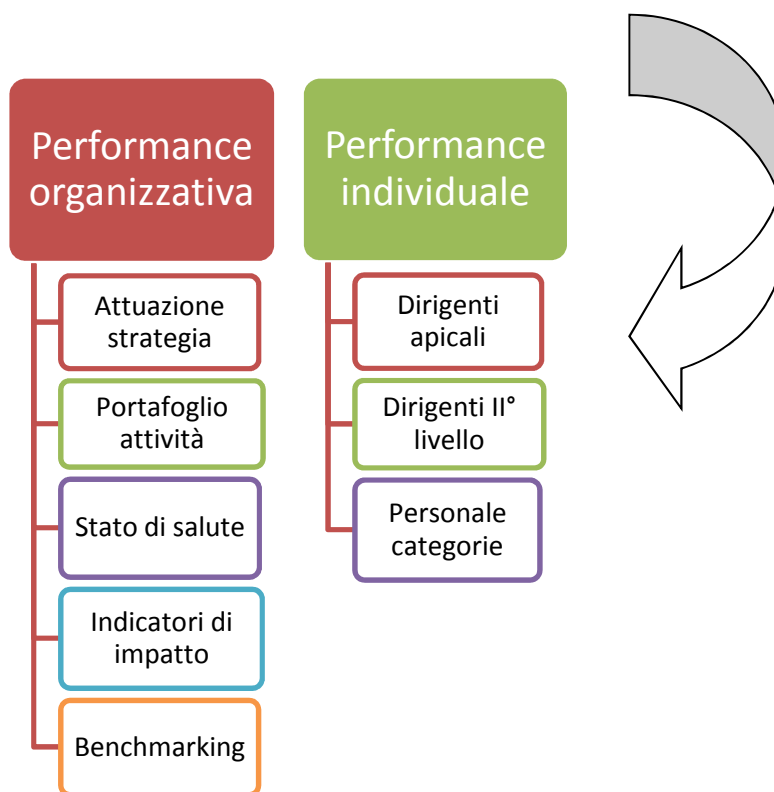 Performance
organizzativa
Attuazione
strategia
Portafoglio
attività
Stato di salute
Indicatori di
impatto
Benchmarking
Performance
individuale
Dirigenti
apicali
Dirigenti II°
livello
Personale
categorie